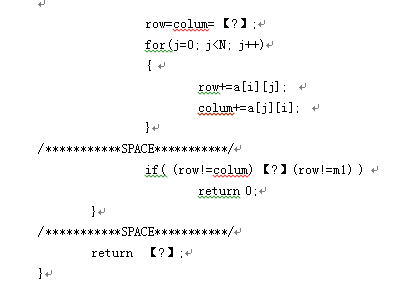 row=colum= 【?】;
for(j=0; j<N; j++)
{
row+=a[i][j];
colum+=a[j][i];
}
/***********SPACE***********/
if( (row!=colum) 【?】(row!=m1) )
return 0;
}
/***********SPACE***********/
return 【?】;
}